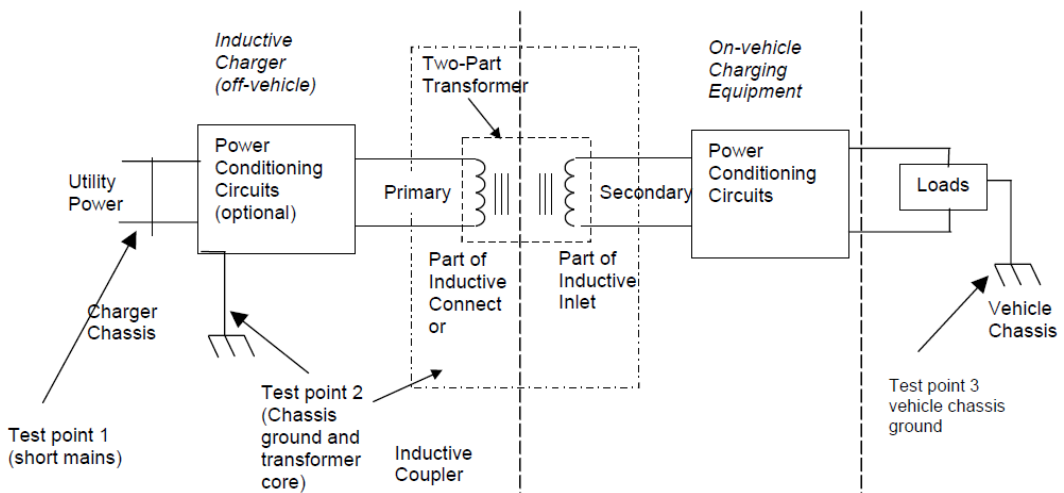 Inductive
Charger
(off-vehicle)
Two-Part
Transformer
On-vehicle
Charging
Equipment
Utility
Power
Power
Conditioning
Circuits
(optional)
Primary
Secondary
Power
Conditioning
Circuits
Loads
Part of
Inductive
Connect
or
Part of
Inductive
Inlet
Charger
Chassis
Vehicle
Chassis
Test point 1
(short mains)
Test point 2
(Chassis
ground and
transformer
core)
Inductive
Coupler
Test point 3
vehicle chassis
ground